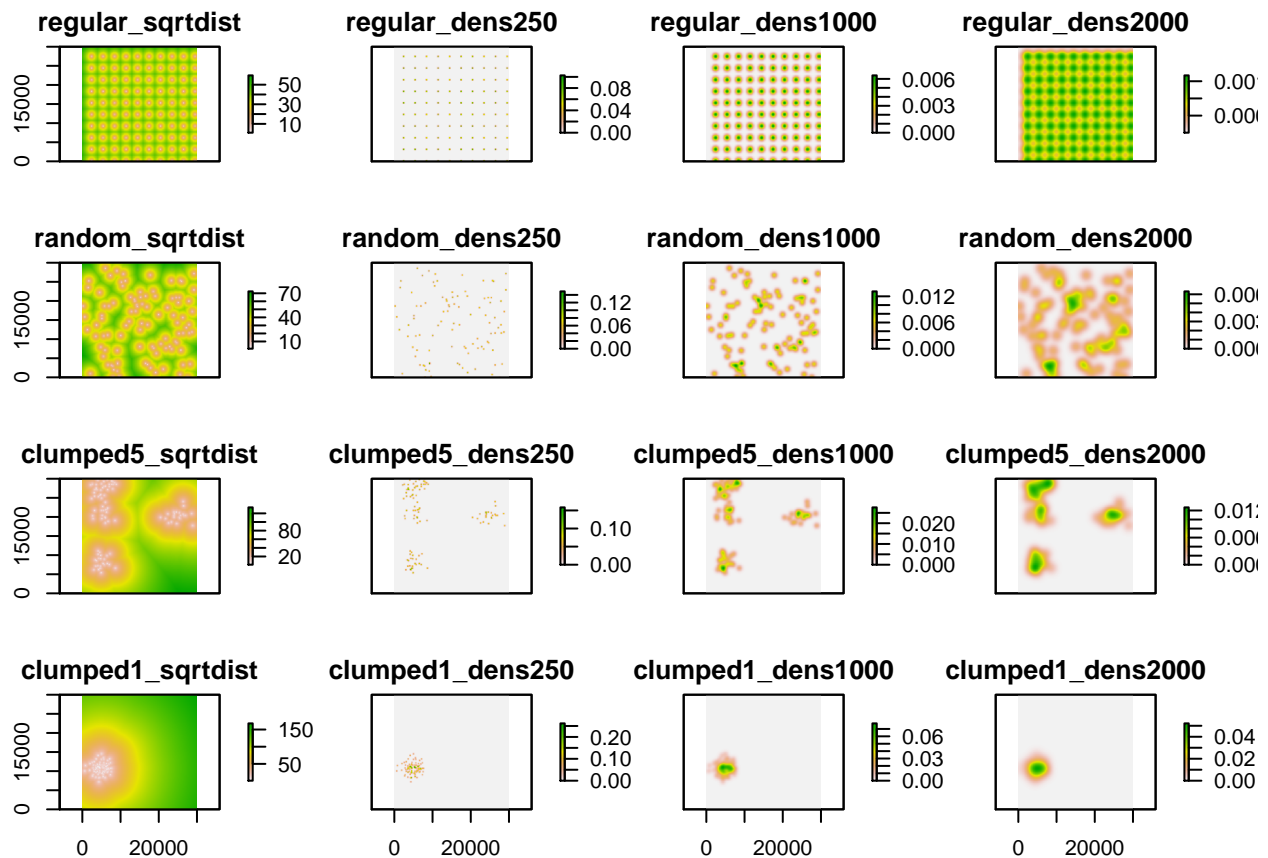 regular_sqrtdist
regular_dens250
regular_dens1000
regular_dens2000
0 15000
50
30
10
0.08
0.04
0.00
0.006
0.003
0.000
random_sqrtdist
random_dens250
random_dens1000
random_dens2000
0 15000
70
40
10
0.12
0.06
0.00
0.012
0.006
0.000
clumped5_sqrtdist
clumped5_dens250
clumped5_dens1000
clumped5_dens2000
0 15000
80
20
0.10
0.00
0.020
0.010
0.000
clumped1_sqrtdist
clumped1_dens250
clumped1_dens1000
clumped1_dens2000
0 15000
150
50
0.20
0.10
0.00
0.06
0.03
0.00
0.04
0.02
0.00
0 20000
0 20000
0 20000
0 20000